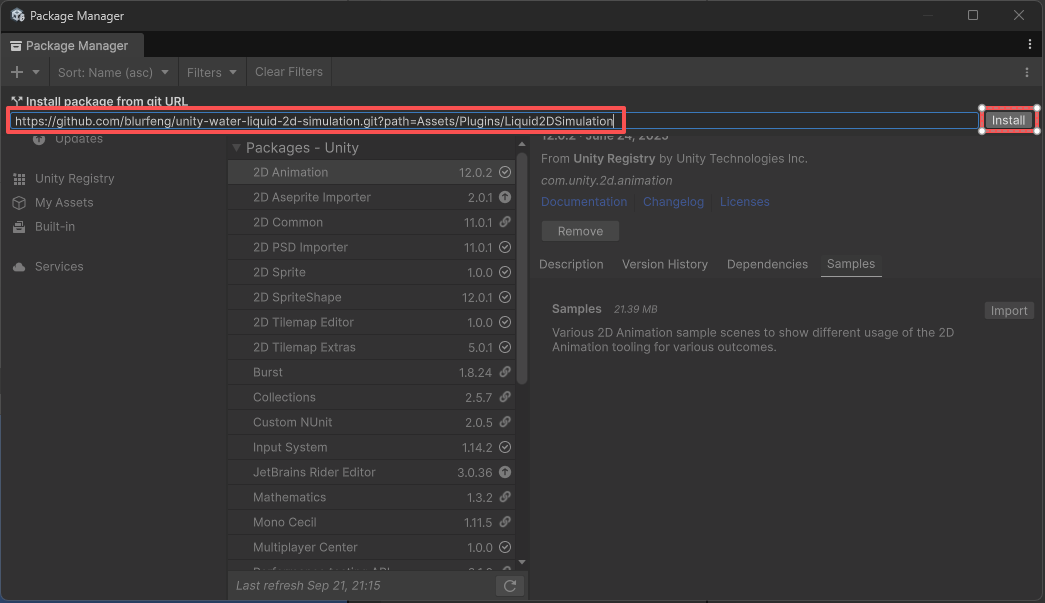 Package Manager
Package Manager
Sort: Name (asc)
Filters
Clear Filters
Install package from git URL
https://github.com/blurfeng/unity-water-liquid-2d-simulation.git?path=Assets/Plugins/Liquid2DSimulation
Install
Updates
Unity Registry
My Assets
Built-in
Services
Packages - Unity
2D Animation 12.0.2
2D Aseprite Importer 2.0.1
2D Common 11.0.1
2D PSD Importer 11.0.1
2D Sprite 1.0.0
2D SpriteShape 12.0.1
2D Tilemap Editor 1.0.0
2D Tilemap Extras 5.0.1
Burst 1.8.24
Collections 2.5.7
Custom NUnit 2.0.5
Input System 1.14.2
JetBrains Rider Editor 3.0.36
Mathematics 1.3.2
Mono Cecil 1.11.5
Multiplayer Center 1.0.0
Last refresh Sep 21, 21:15
12.0.2 · June 24, 2025
From Unity Registry by Unity Technologies Inc.
com.unity.2d.animation
Documentation Changelog Licenses
Remove
Description Version History Dependencies Samples
Samples 21.39 MB
Import
Various 2D Animation sample scenes to show different usage of the 2D
Animation tooling for various outcomes.